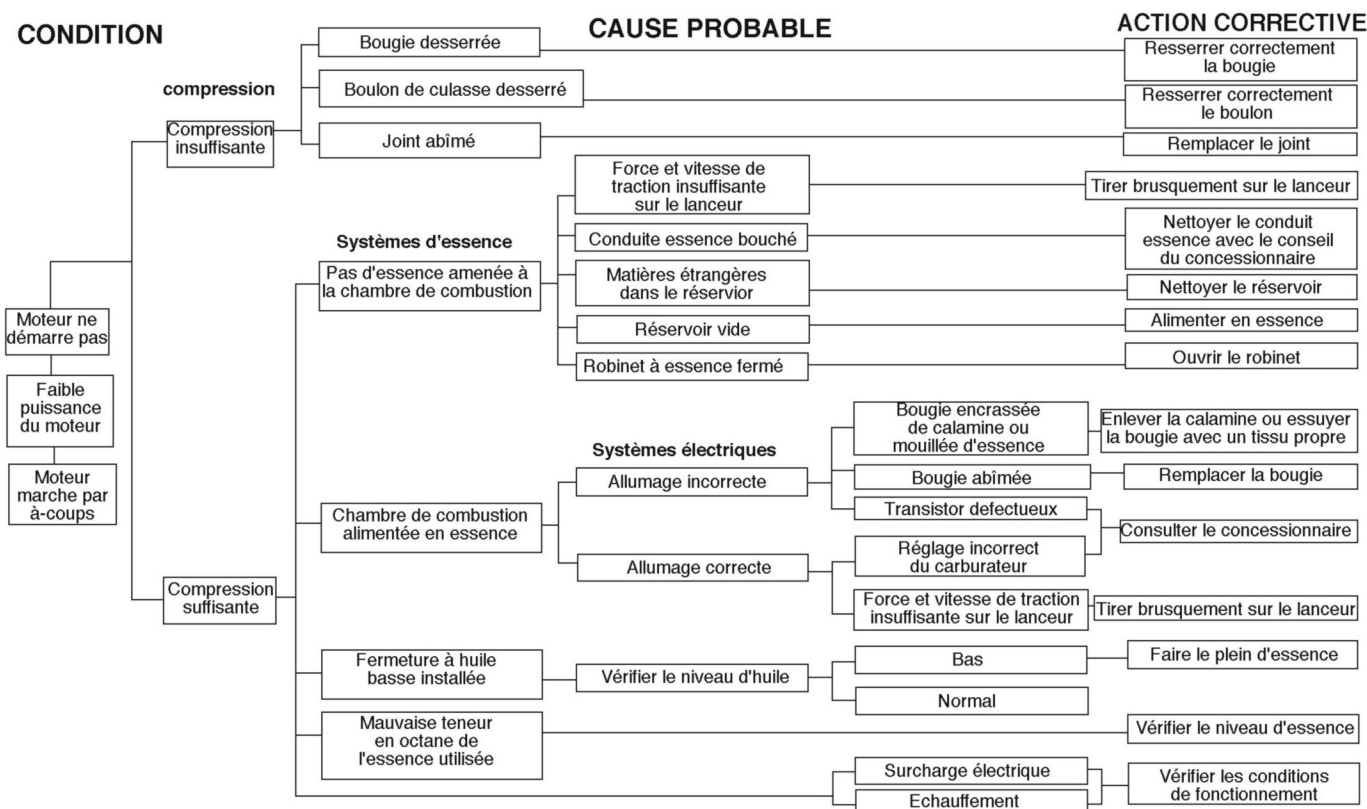 CONDITION
CAUSE PROBABLE
ACTION CORRECTIVE
compression
Compression
insuffisante
Bougie desserrée
Resserrer correctement
la bougie
Boulon de culasse desserré
Resserrer correctement
le boulon
Joint abîmé
Remplacer le joint
Moteur ne
démarre pas
Faible
puissance
du moteur
Moteur
marche par
à-coups
Compression
suffisante
Systèmes d'essence
Pas d'essence amenée à
la chambre de combustion
Force et vitesse de
traction insuffisante
sur le lanceur
Tirer brusquement sur le lanceur
Conduite essence bouché
Nettoyer le conduit
essence avec le conseil
du concessionnaire
Matières étrangères
dans le réservior
Nettoyer le réservoir
Réservoir vide
Alimenter en essence
Robinet à essence fermé
Ouvrir le robinet
Chambre de combustion
alimentée en essence
Systèmes électriques
Allumage incorrecte
Bougie encrassée
de calamine ou
mouillée d'essence
Enlever la calamine ou essuyer
la bougie avec un tissu propre
Bougie abîmée
Remplacer la bougie
Transistor defectueux
Consulter le concessionnaire
Allumage correcte
Réglage incorrect
du carburateur
Force et vitesse de traction
insuffisante sur le lanceur
Tirer brusquement sur le lanceur
Fermeture à huile
basse installée
Vérifier le niveau d'huile
Bas
Faire le plein d'essence
Normal
Mauvaise teneur
en octane de
l'essence utilisée
Vérifier le niveau d'essence
Surcharge électrique
Echauffement
Vérifier les conditions
de fonctionnement